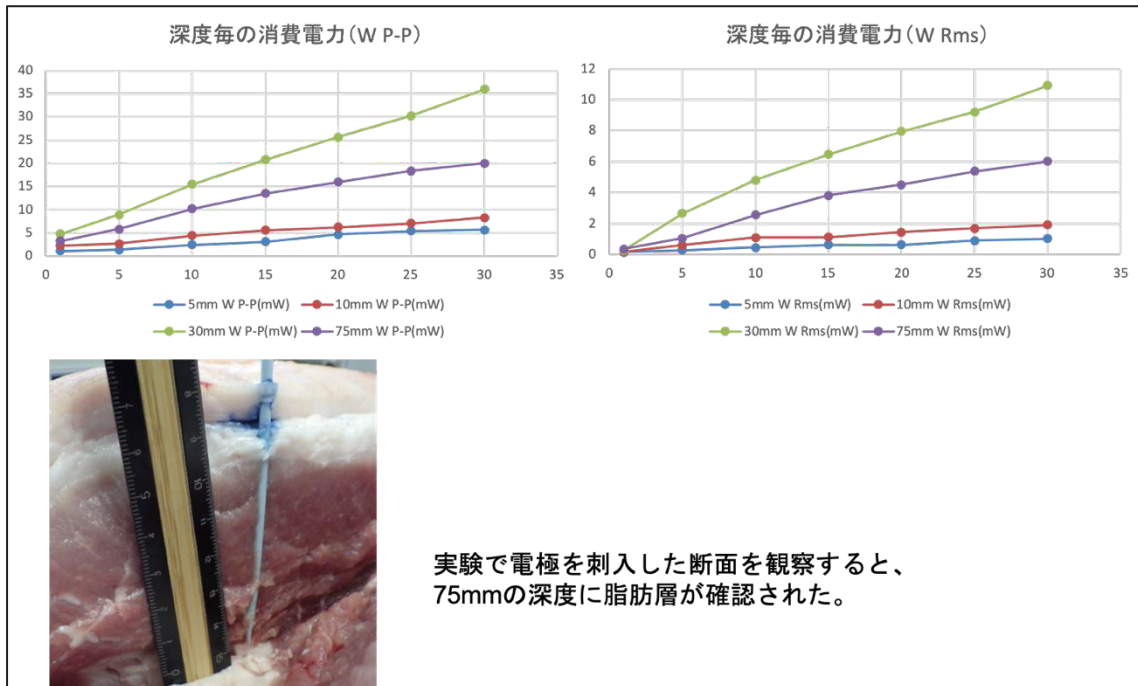 深度毎の消費電力（W P-P）
40
35
30
25
20
15
10
5
0
0 5 10 15 20 25 30 35
5mm W P-P(mW) 10mm W P-P(mW)
30mm W P-P(mW) 75mm W P-P(mW)
深度毎の消費電力（W Rms）
12
10
8
6
4
2
0
0 5 10 15 20 25 30 35
5mm W Rms(mW) 10mm W Rms(mW)
30mm W Rms(mW) 75mm W Rms(mW)
実験で電極を刺入した断面を観察すると、
75mmの深度に脂肪層が確認された。